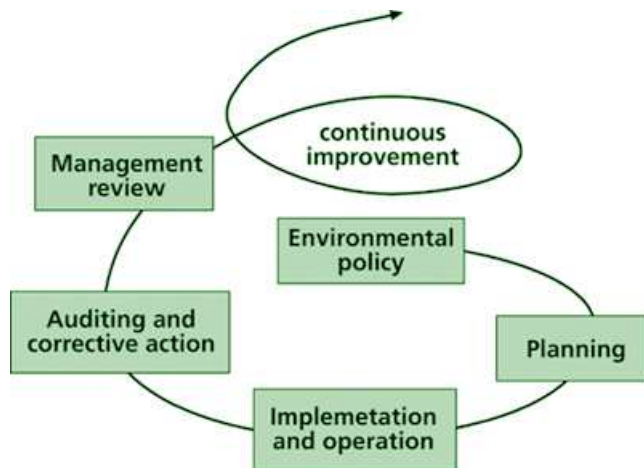 continuous
improvement
Management
review
Environmental
policy
Auditing and
corrective action
Planning
Implemetation
and operation